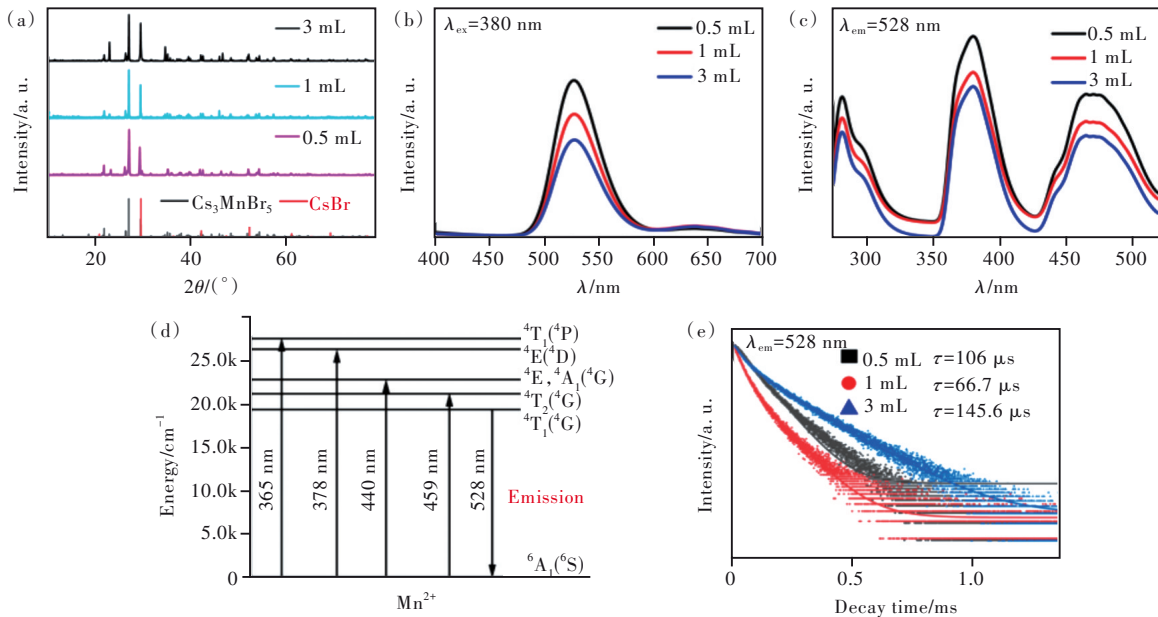 (a)
3 mL
1 mL
0.5 mL
Cs₃MnBr₅ CsBr
Intensity/a. u.
20 40 60
2θ/(°)
(b)
λex=380 nm
0.5 mL
1 mL
3 mL
Intensity/a. u.
400 450 500 550 600 650 700
λ/nm
(c)
λem=528 nm
0.5 mL
1 mL
3 mL
Intensity/a. u.
300 350 400 450 500
λ/nm
(d)
⁴T₁(⁴P)
⁴E(⁴D)
⁴E,⁴A₁(⁴G)
⁴T₂(⁴G)
⁴T₁(⁴G)
25.0k
20.0k
15.0k
10.0k
5.0k
0
Energy/cm⁻¹
365 nm
378 nm
440 nm
459 nm
528 nm
Emission
⁶A₁(⁶S)
Mn²⁺
(e)
λem=528 nm
0.5 mL τ=106 μs
1 mL τ=66.7 μs
3 mL τ=145.6 μs
Intensity/a. u.
0 0.5 1.0
Decay time/ms